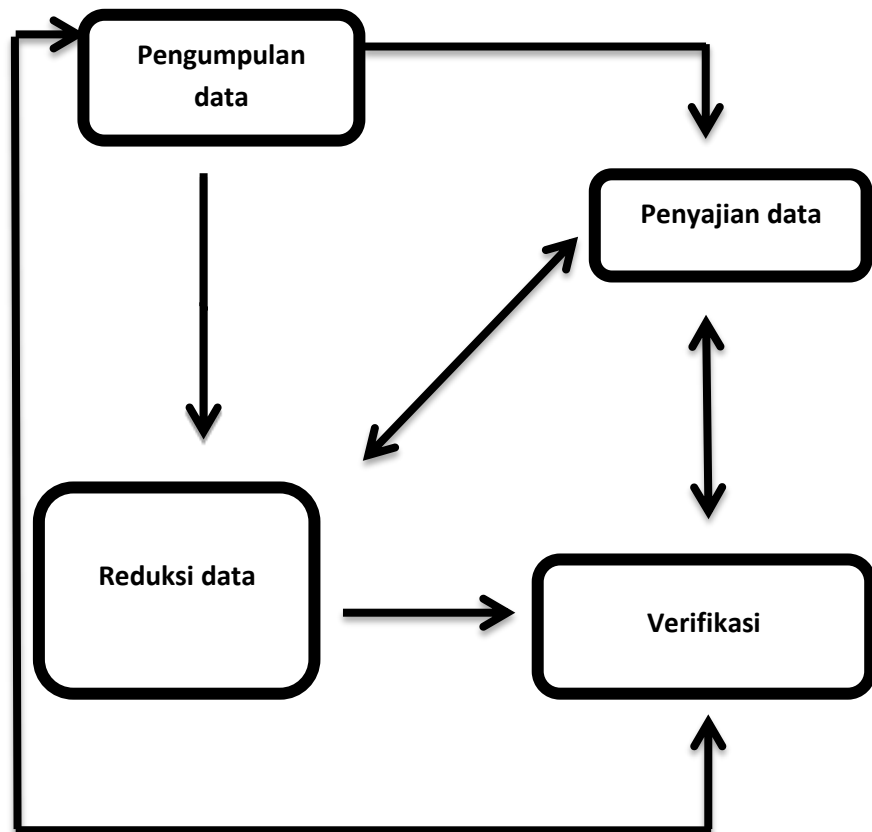 Pengumpulan
data
Penyajian data
Reduksi data
Verifikasi